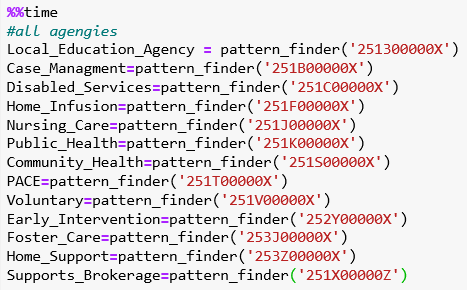 %%time
#all agengies
Local_Education_Agency = pattern_finder('251300000X')
Case_Managment=pattern_finder('251B00000X')
Disabled_Services=pattern_finder('251C00000X')
Home_Infusion=pattern_finder('251F00000X')
Nursing_Care=pattern_finder('251J00000X')
Public_Health=pattern_finder('251K00000X')
Community_Health=pattern_finder('251S00000X')
PACE=pattern_finder('251T00000X')
Voluntary=pattern_finder('251V00000X')
Early_Intervention=pattern_finder('252Y00000X')
Foster_Care=pattern_finder('253J00000X')
Home_Support=pattern_finder('253Z00000X')
Supports_Brokerage=pattern_finder('251X00000Z')